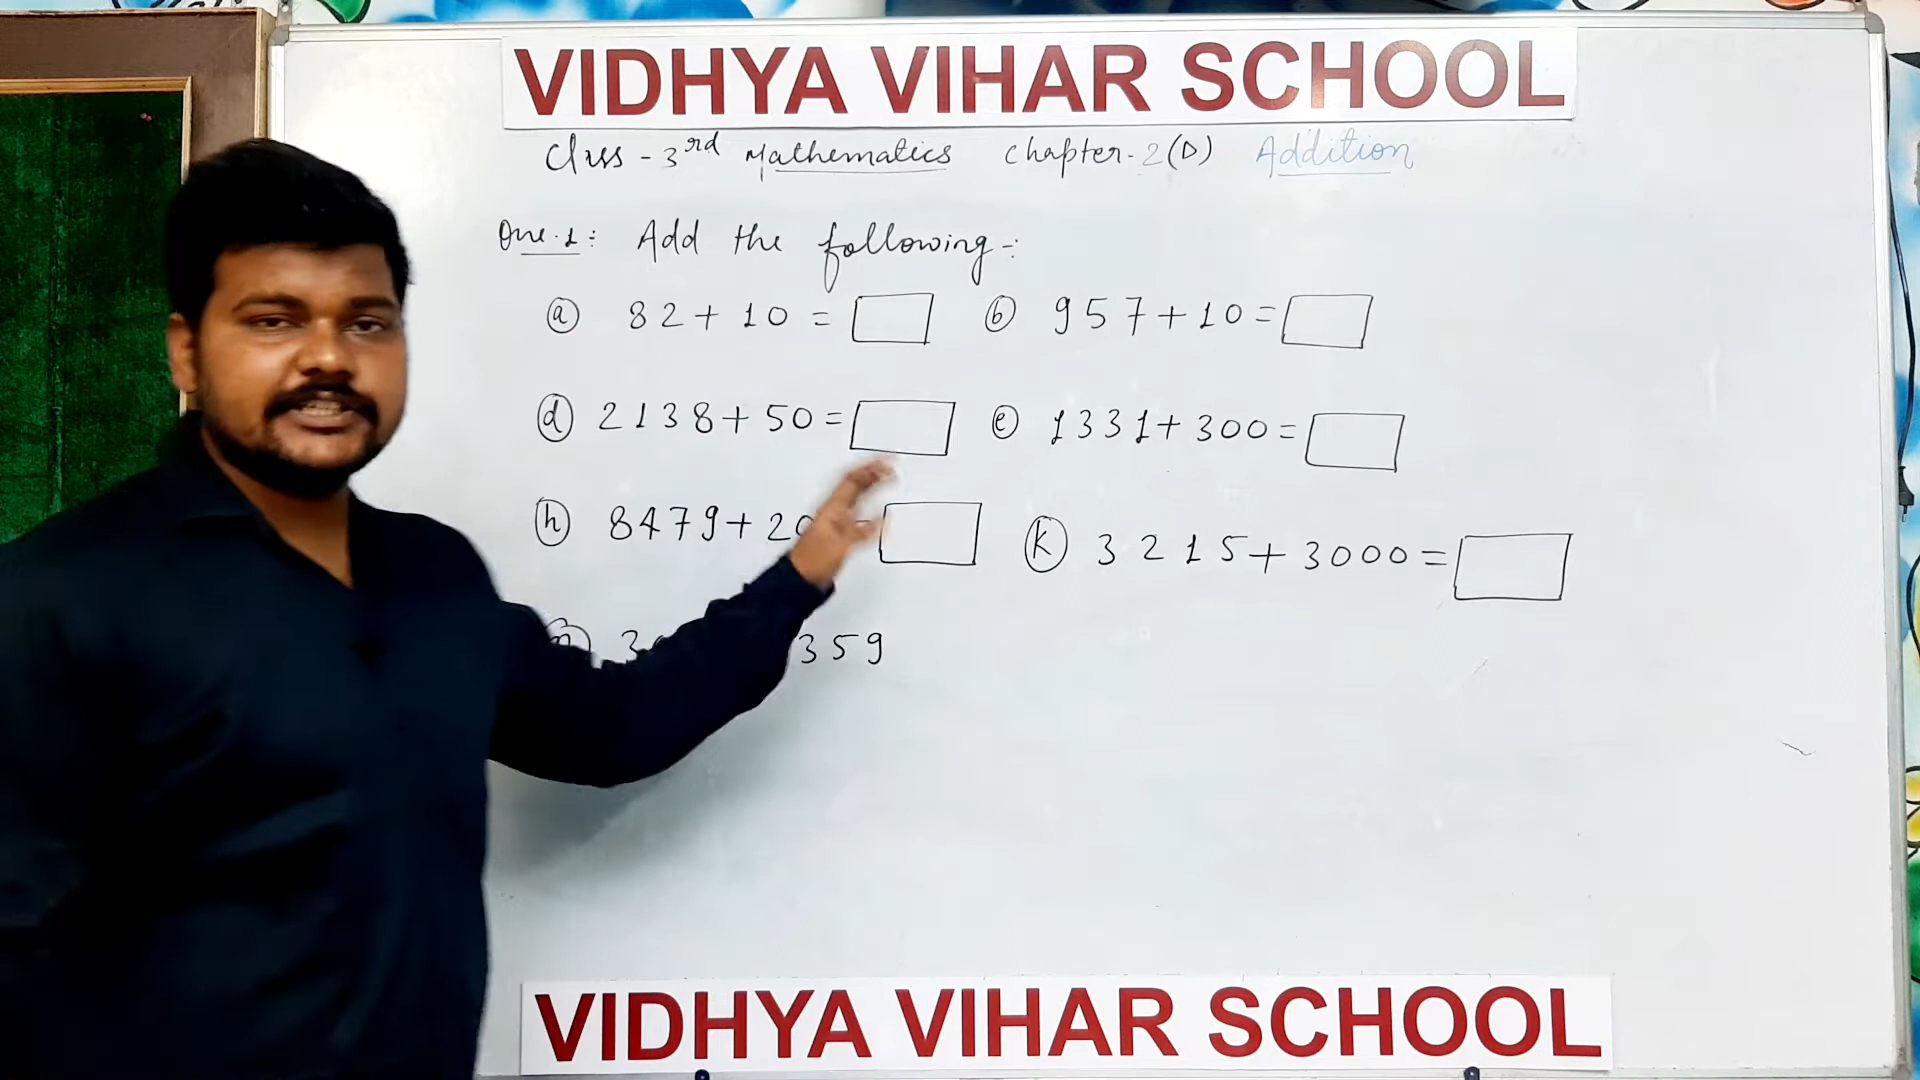 VIDHYA VIHAR SCHOOL
Class - 3rd Mathematics Chapter - 2(D) Addition
Que. 1: Add the following -:
(a) 82 + 10 = (b) 957 + 10 =
(d) 2138 + 50 = (e) 1331 + 300 =
(h) 8479 + 20 (k) 3215 + 3000 =
359
VIDHYA VIHAR SCHOOL